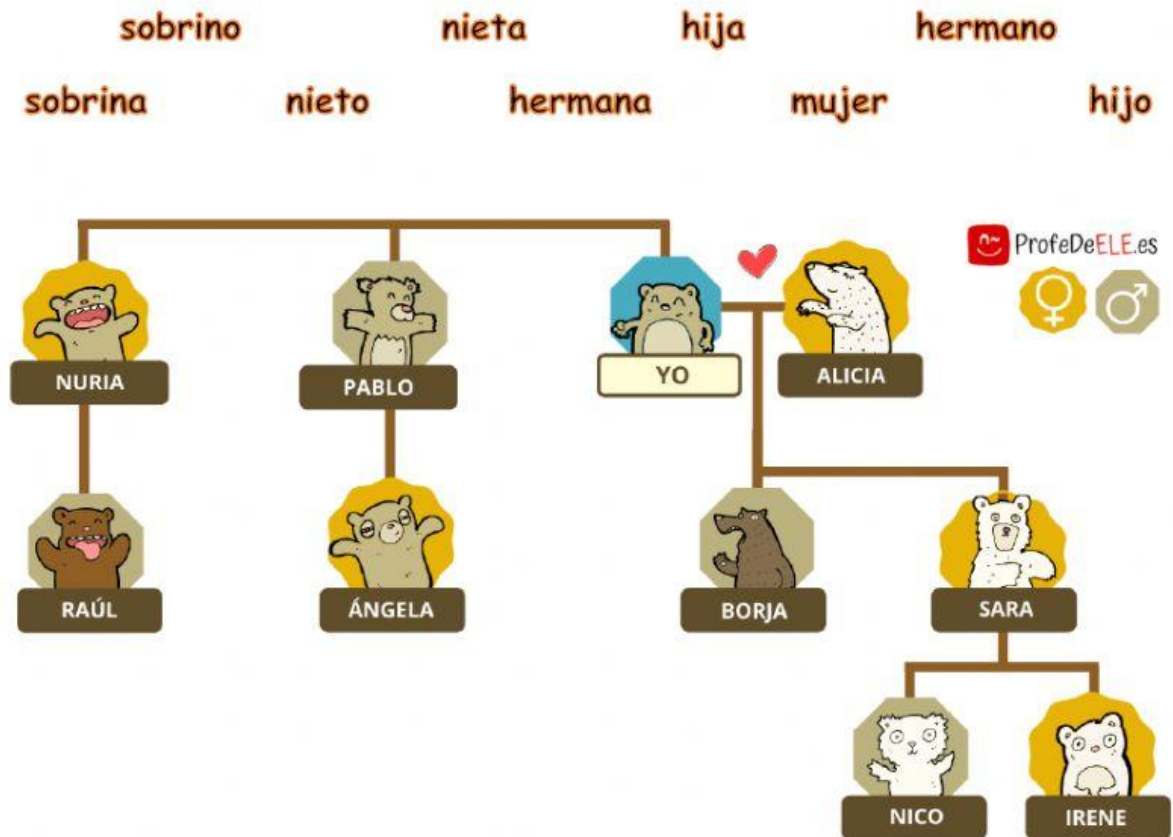 sobrino nieta hija hermano
sobrina nieto hermana mujer hijo
ProfeDeELE.es
NURIA PABLO YO ALICIA
RAÚL ÁNGELA BORJA SARA
NICO IRENE